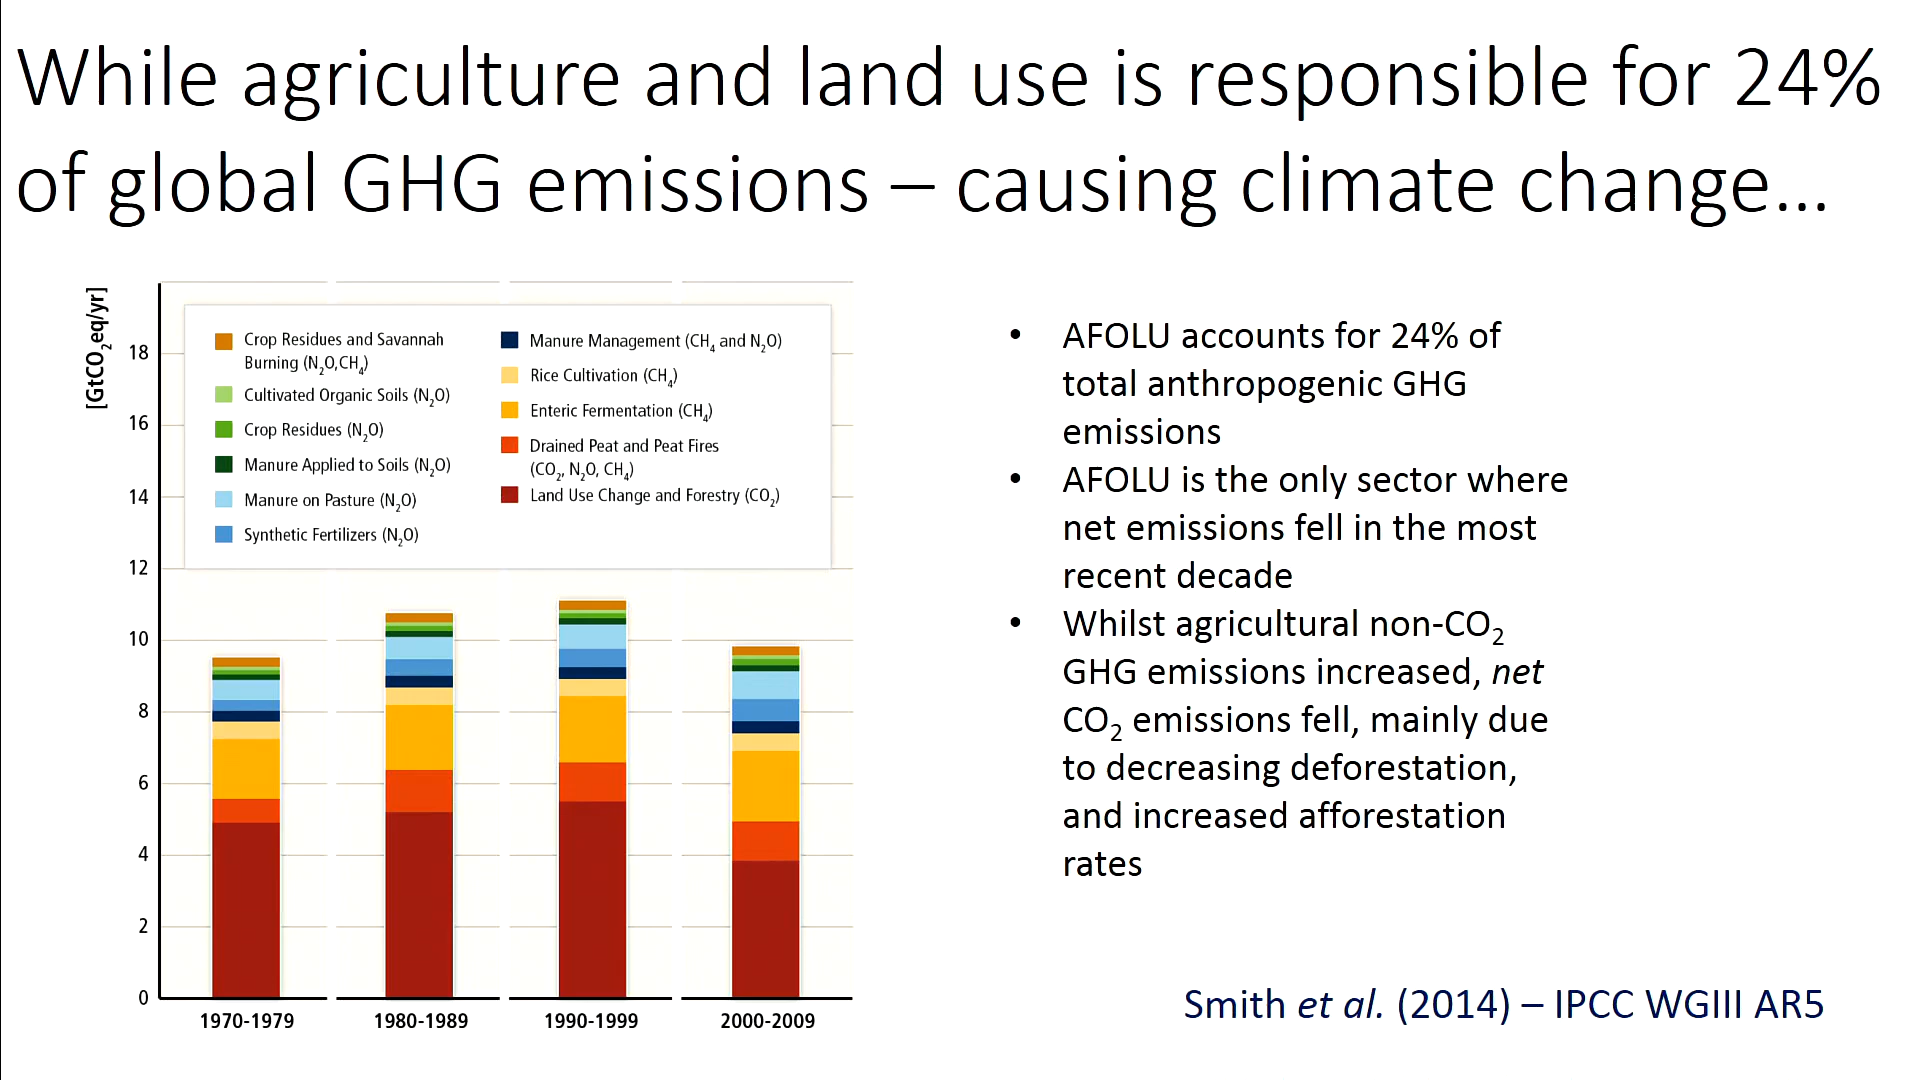 While agriculture and land use is responsible for 24%
of global GHG emissions – causing climate change...
[GtCO₂eq/yr]
18
16
14
12
10
8
6
4
2
0
Crop Residues and Savannah
Burning (N₂O,CH₄)
Cultivated Organic Soils (N₂O)
Crop Residues (N₂O)
Manure Applied to Soils (N₂O)
Manure on Pasture (N₂O)
Synthetic Fertilizers (N₂O)
Manure Management (CH₄ and N₂O)
Rice Cultivation (CH₄)
Enteric Fermentation (CH₄)
Drained Peat and Peat Fires
(CO₂, N₂O, CH₄)
Land Use Change and Forestry (CO₂)
1970-1979
1980-1989
1990-1999
2000-2009
• AFOLU accounts for 24% of
total anthropogenic GHG
emissions
• AFOLU is the only sector where
net emissions fell in the most
recent decade
• Whilst agricultural non-CO₂
GHG emissions increased, net
CO₂ emissions fell, mainly due
to decreasing deforestation,
and increased afforestation
rates
Smith et al. (2014) – IPCC WGIII AR5